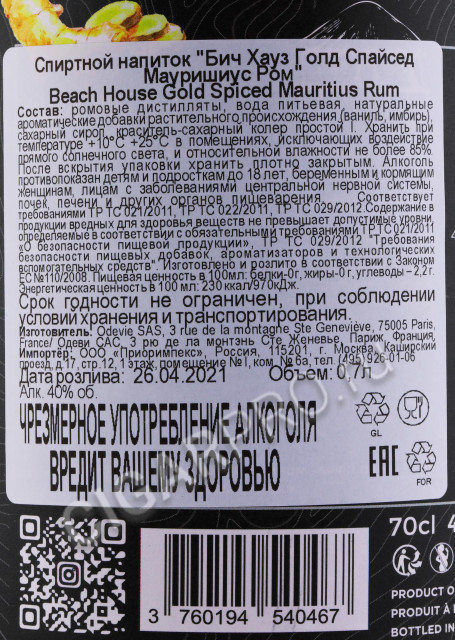 Спиртной напиток "Бич Хауз Голд Спайсед
Мауришиус Ром"
Beach House Gold Spiced Mauritius Rum
Состав: ромовые дистилляты, вода питьевая, натуральные
ароматические добавки растительного происхождения (ваниль, имбирь),
сахарный сироп, краситель-сахарный колер простой I. Хранить при
температуре +10°С +25°С в помещениях, исключающих воздействие
прямого солнечного света, и относительной влажности не более 85%.
После вскрытия упаковки хранить плотно закрытым. Алкоголь
противопоказан детям и подросткам до 18 лет, беременным и кормящим
женщинам, лицам с заболеваниями центральной нервной системы,
почек, печени и других органов пищеварения. Соответствует
требованиями ТР ТС 021/2011, ТР ТС 022/2011, ТР ТС 029/2012.Содержание в
продукции вредных для здоровья веществ не превышает допустимые уровни,
определяемые в соответствии с обязательными требованиями ТР ТС 021/2011
«О безопасности пищевой продукции», ТР ТС 029/2012 "Требования
безопасности пищевых добавок, ароматизаторов и технологических
вспомогательных средств". Изготовлено и розлито в соответствии с Законом
ЕС №110/2008. Пищевая ценность в 100мл: белки-0г, жиры-0 г, углеводы – 2,2 г.
Энергетическая ценность в 100 мл: 230 ккал/970кДж.
Срок годности не ограничен, при соблюдении
условий хранения и транспортирования.
Изготовитель: Odevie SAS, 3 rue de la montagne Ste Geneviève, 75005 Paris,
France/ Одеви САС, 3 рю де ла монтэнь Сте Женевье, Париж, Франция,
Импортёр: ООО «Приоримпекс», Россия, 115201, г. Москва, Каширский
проезд, д.17, стр.12, 1 этаж, помещение № I, ком. № 6а, тел. (495)926-01-06
Дата розлива: 26.04.2021 Объем: 0,7л
Алк. 40% об.
ЧРЕЗМЕРНОЕ УПОТРЕБЛЕНИЕ АЛКОГОЛЯ
ВРЕДИТ ВАШЕМУ ЗДОРОВЬЮ
GL
EAC
FOR
70cl 4
3 760194 540467
PRODUCT O
PRODU
BOTTLED IN